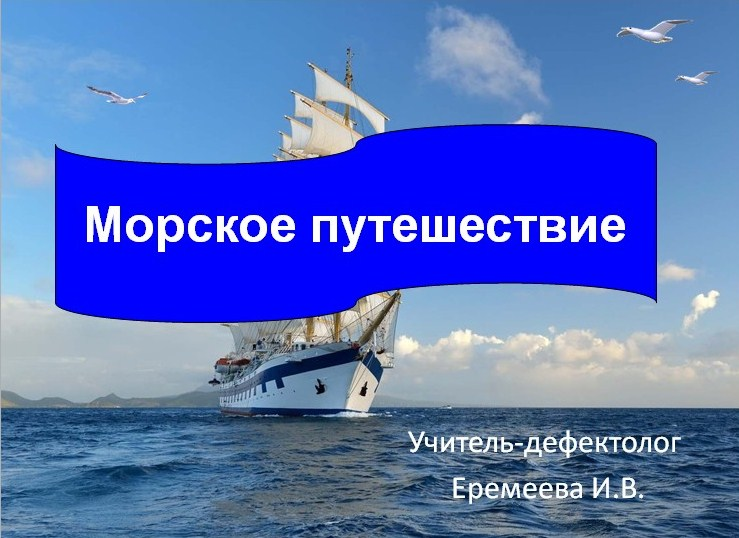 Морское путешествие
Учитель-дефектолог
Еремеева И.В.